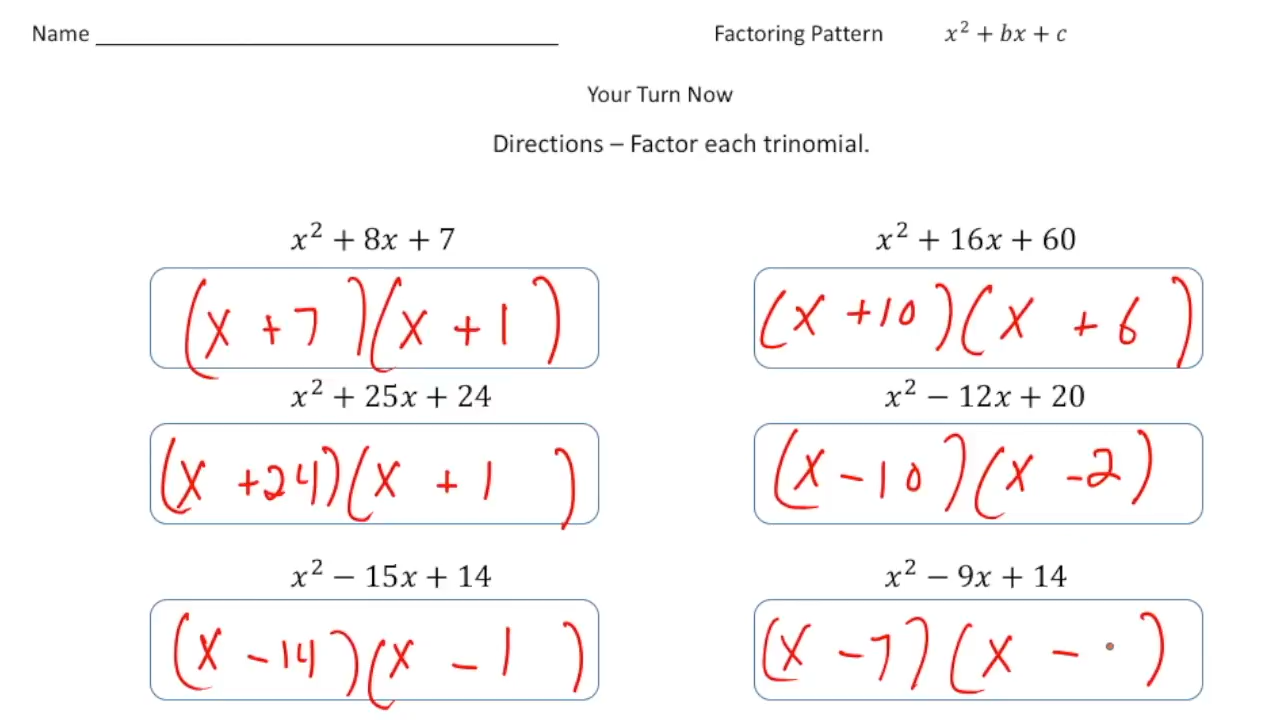 Name Factoring Pattern x² + bx + c
Your Turn Now
Directions – Factor each trinomial.
x² + 8x + 7 x² + 16x + 60
(x + 7)(x + 1) (x + 10)(x + 6)
x² + 25x + 24 x² − 12x + 20
(x + 24)(x + 1) (x − 10)(x − 2)
x² − 15x + 14 x² − 9x + 14
(x − 14)(x − 1) (x − 7)(x − )